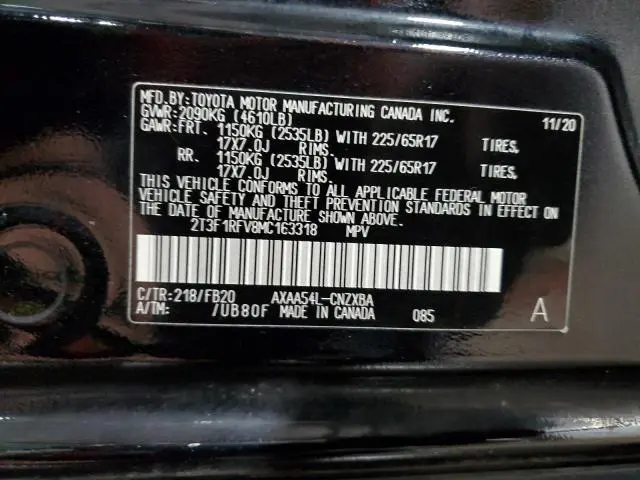 MFD.BY:TOYOTA MOTOR MANUFACTURING CANADA INC.
GVWR:2090KG (4610LB) 11/20
GAWR:FRT. 1150KG (2535LB) WITH 225/65R17 TIRES,
17X7.0J RIMS.
RR. 1150KG (2535LB) WITH 225/65R17 TIRES,
17X7.0J RIMS.
THIS VEHICLE CONFORMS TO ALL APPLICABLE FEDERAL MOTOR
VEHICLE SAFETY AND THEFT PREVENTION STANDARDS IN EFFECT
ON THE DATE OF MANUFACTURE SHOWN ABOVE.
2T3F1RFV8MC163318 MPV
C/TR:218/FB20 AXAA54L-CNZXBA
A/TM: /UB80F MADE IN CANADA 085 A